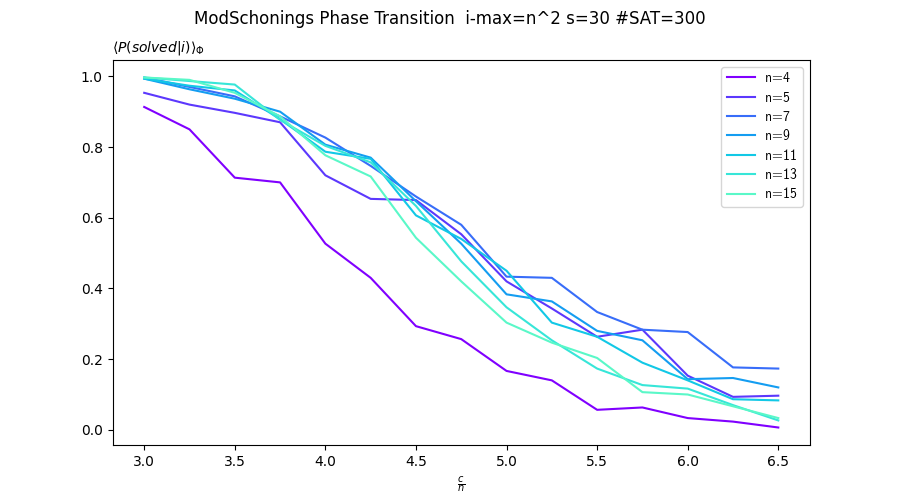 ModSchonings Phase Transition  i-max=n^2 s=30 #SAT=300
⟨P(solved|i)⟩Φ
1.0
0.8
0.6
0.4
0.2
0.0
n=4
n=5
n=7
n=9
n=11
n=13
n=15
3.0 3.5 4.0 4.5 5.0 5.5 6.0 6.5
c/n